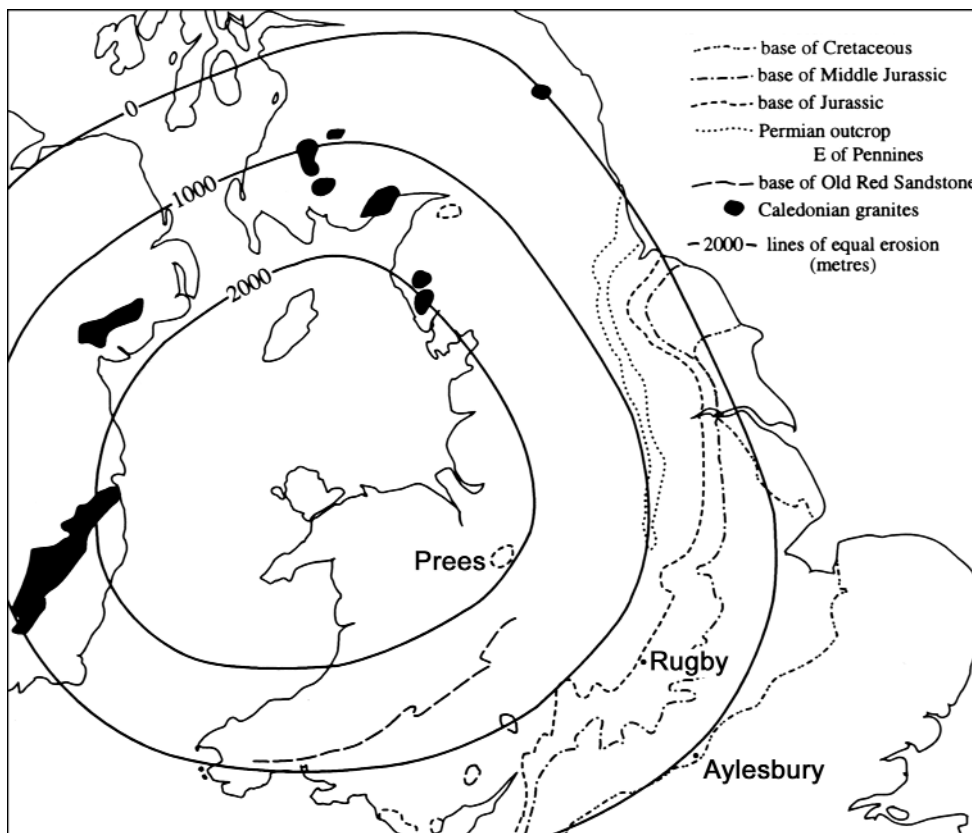 base of Cretaceous
base of Middle Jurassic
base of Jurassic
Permian outcrop
E of Pennines
base of Old Red Sandstone
Caledonian granites
2000 lines of equal erosion
(metres)
0
1000
2000
Prees
Rugby
Aylesbury